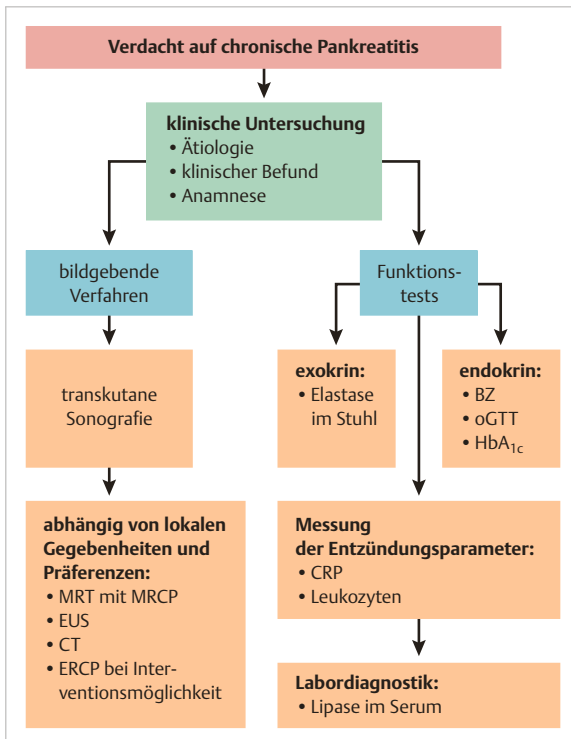 Verdacht auf chronische Pankreatitis
klinische Untersuchung
• Ätiologie
• klinischer Befund
• Anamnese
bildgebende
Verfahren
Funktions-
tests
transkutane
Sonografie
exokrin:
• Elastase
im Stuhl
endokrin:
• BZ
• oGTT
• HbA1c
abhängig von lokalen
Gegebenheiten und
Präferenzen:
• MRT mit MRCP
• EUS
• CT
• ERCP bei Inter-
ventionsmöglichkeit
Messung
der Entzündungsparameter:
• CRP
• Leukozyten
Labordiagnostik:
• Lipase im Serum